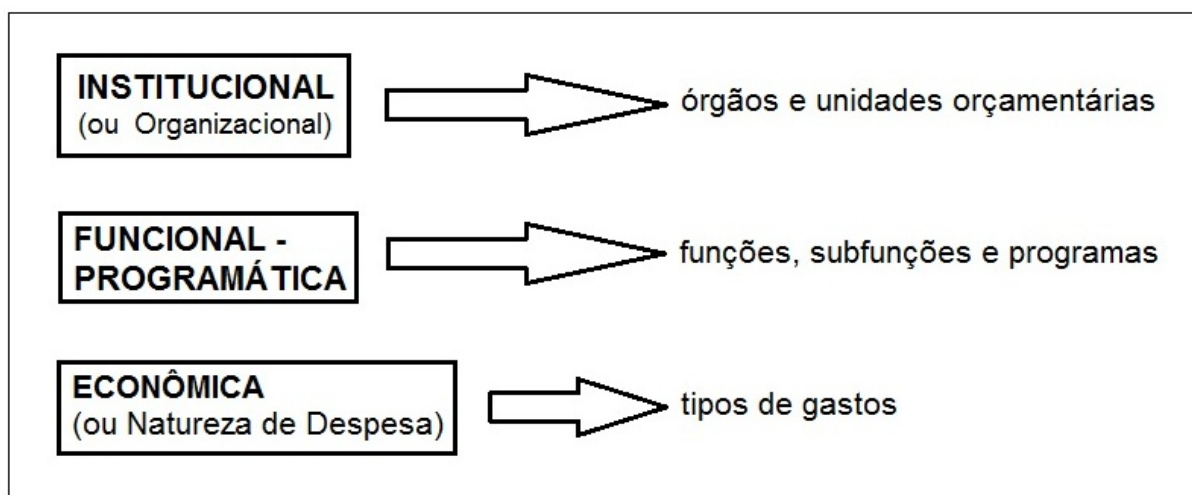 INSTITUCIONAL
(ou Organizacional)
órgãos e unidades orçamentárias
FUNCIONAL -
PROGRAMÁTICA
funções, subfunções e programas
ECONÔMICA
(ou Natureza de Despesa)
tipos de gastos